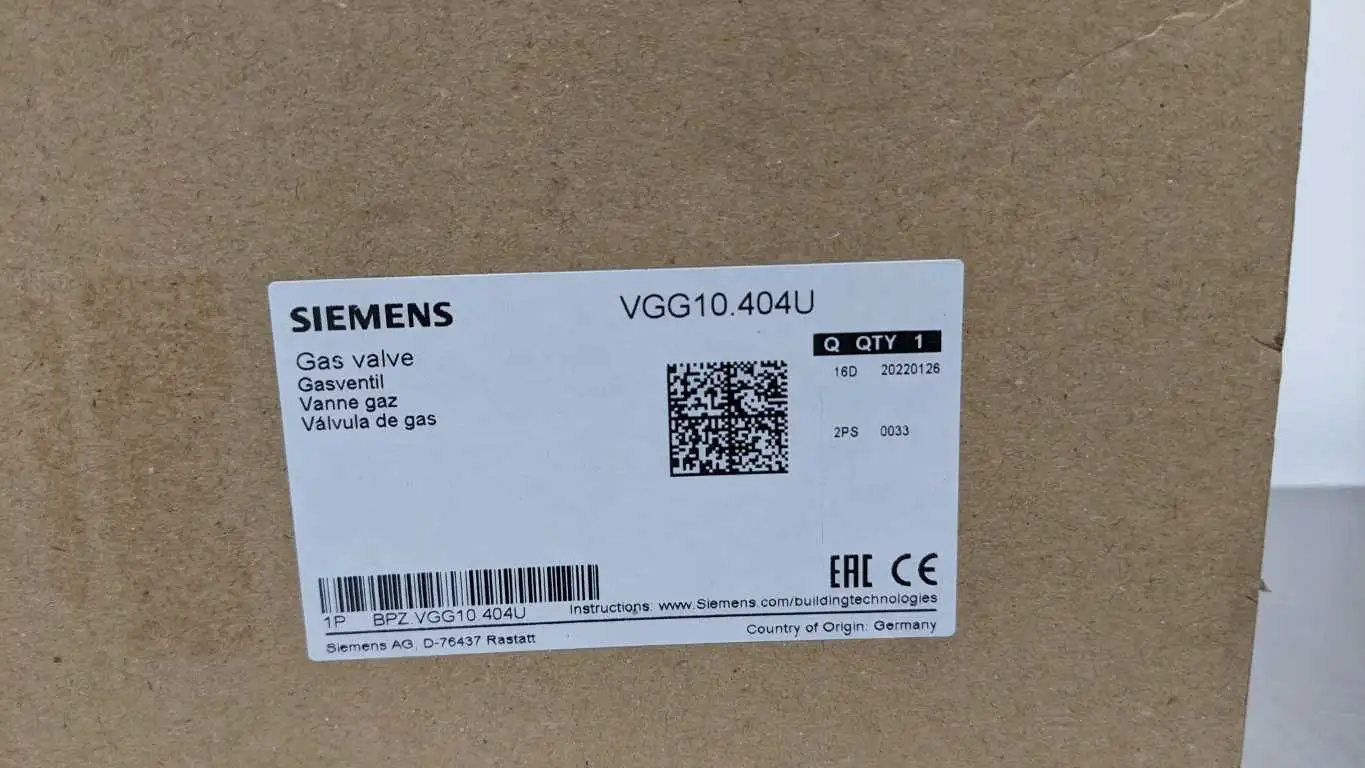 SIEMENS
VGG10.404U
Gas valve
Gasventil
Vanne gaz
Válvula de gas
Q QTY 1
16D 20220126
2PS 0033
EAC CE
1P BPZ.VGG10.404U
Instructions: www.Siemens.com/buildingtechnologies
Siemens AG, D-76437 Rastatt
Country of Origin: Germany